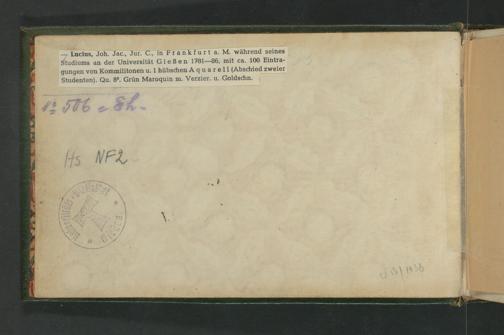 — Lucius, Joh. Jac., Jur. C., in Frankfurt a. M. während seines
Studiums an der Universität Gießen 1781—86, mit ca. 100 Eintra-
gungen von Kommilitonen u. 1 hübschen Aquarell (Abschied zweier
Studenten). Qu. 8°. Grün Maroquin m. Verzier. u. Goldschn.
506
Hs NF2